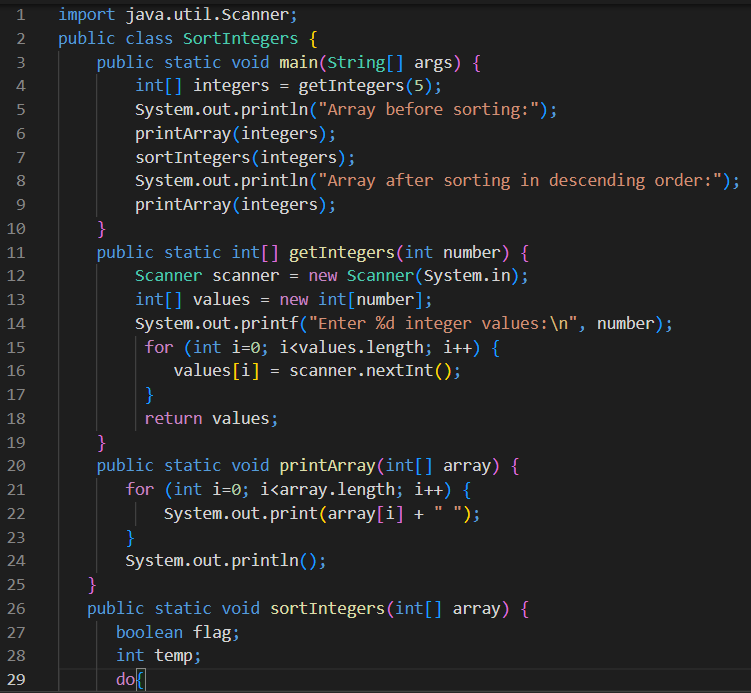 1 import java.util.Scanner;
2 public class SortIntegers {
3 public static void main(String[] args) {
4 int[] integers = getIntegers(5);
5 System.out.println("Array before sorting:");
6 printArray(integers);
7 sortIntegers(integers);
8 System.out.println("Array after sorting in descending order:");
9 printArray(integers);
10 }
11 public static int[] getIntegers(int number) {
12 Scanner scanner = new Scanner(System.in);
13 int[] values = new int[number];
14 System.out.printf("Enter %d integer values:\n", number);
15 for (int i=0; i<values.length; i++) {
16 values[i] = scanner.nextInt();
17 }
18 return values;
19 }
20 public static void printArray(int[] array) {
21 for (int i=0; i<array.length; i++) {
22 System.out.print(array[i] + " ");
23 }
24 System.out.println();
25 }
26 public static void sortIntegers(int[] array) {
27 boolean flag;
28 int temp;
29 do{